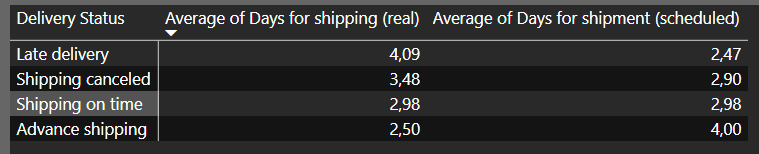 Delivery Status Average of Days for shipping (real) Average of Days for shipment (scheduled)
Late delivery 4,09 2,47
Shipping canceled 3,48 2,90
Shipping on time 2,98 2,98
Advance shipping 2,50 4,00